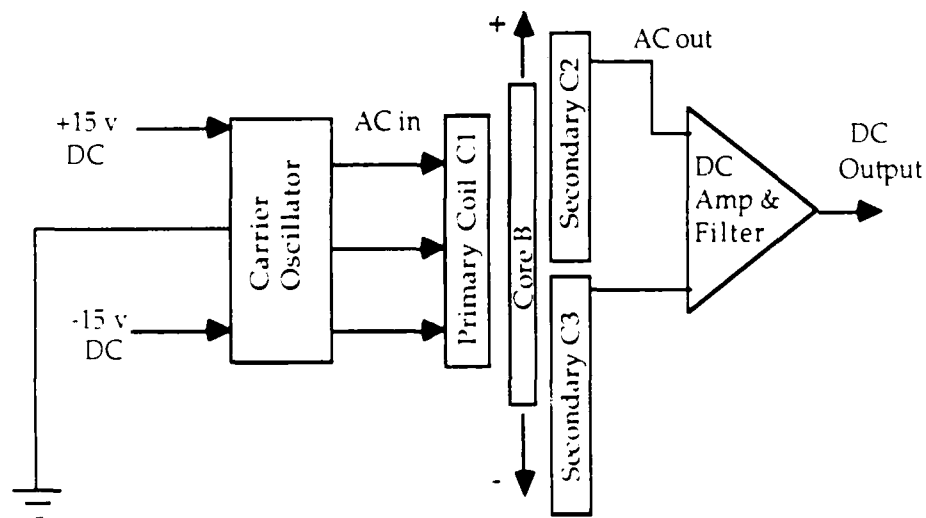 +15 v
DC
-15 v
DC
Carrier
Oscillator
AC in
Primary Coil C1
+
Core B
-
Secondary C2
Secondary C3
AC out
DC
Amp &
Filter
DC
Output